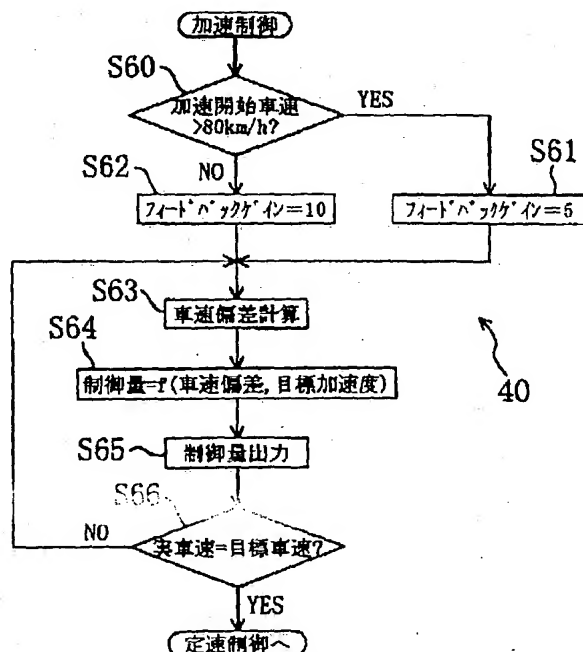 加速制御
S60
加速開始車速
>80km/h?
YES
NO
S61
S62
フィードバックゲイン=10
フィードバックゲイン=5
S63
車速偏差計算
S64
制御量=f(車速偏差,目標加速度)
40
S65
制御量出力
S66
NO
実車速=目標車速?
YES
定速制御へ